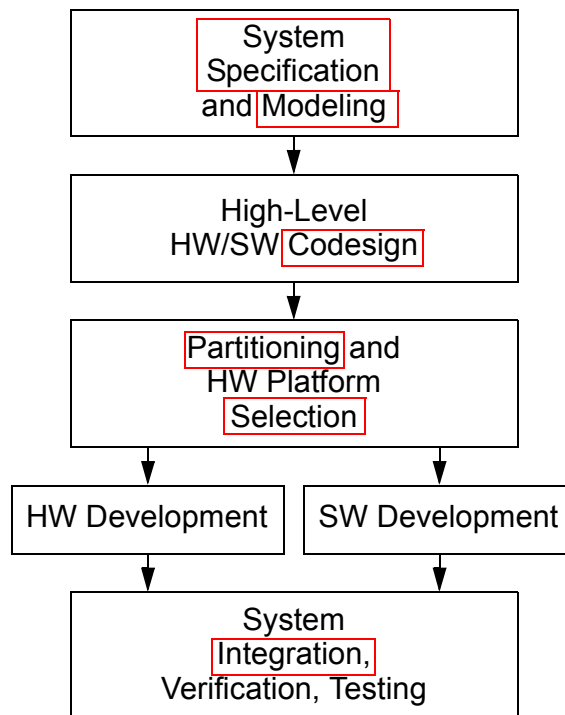 System
Specification
and Modeling
High-Level
HW/SW Codesign
Partitioning and
HW Platform
Selection
HW Development
SW Development
System
Integration,
Verification, Testing